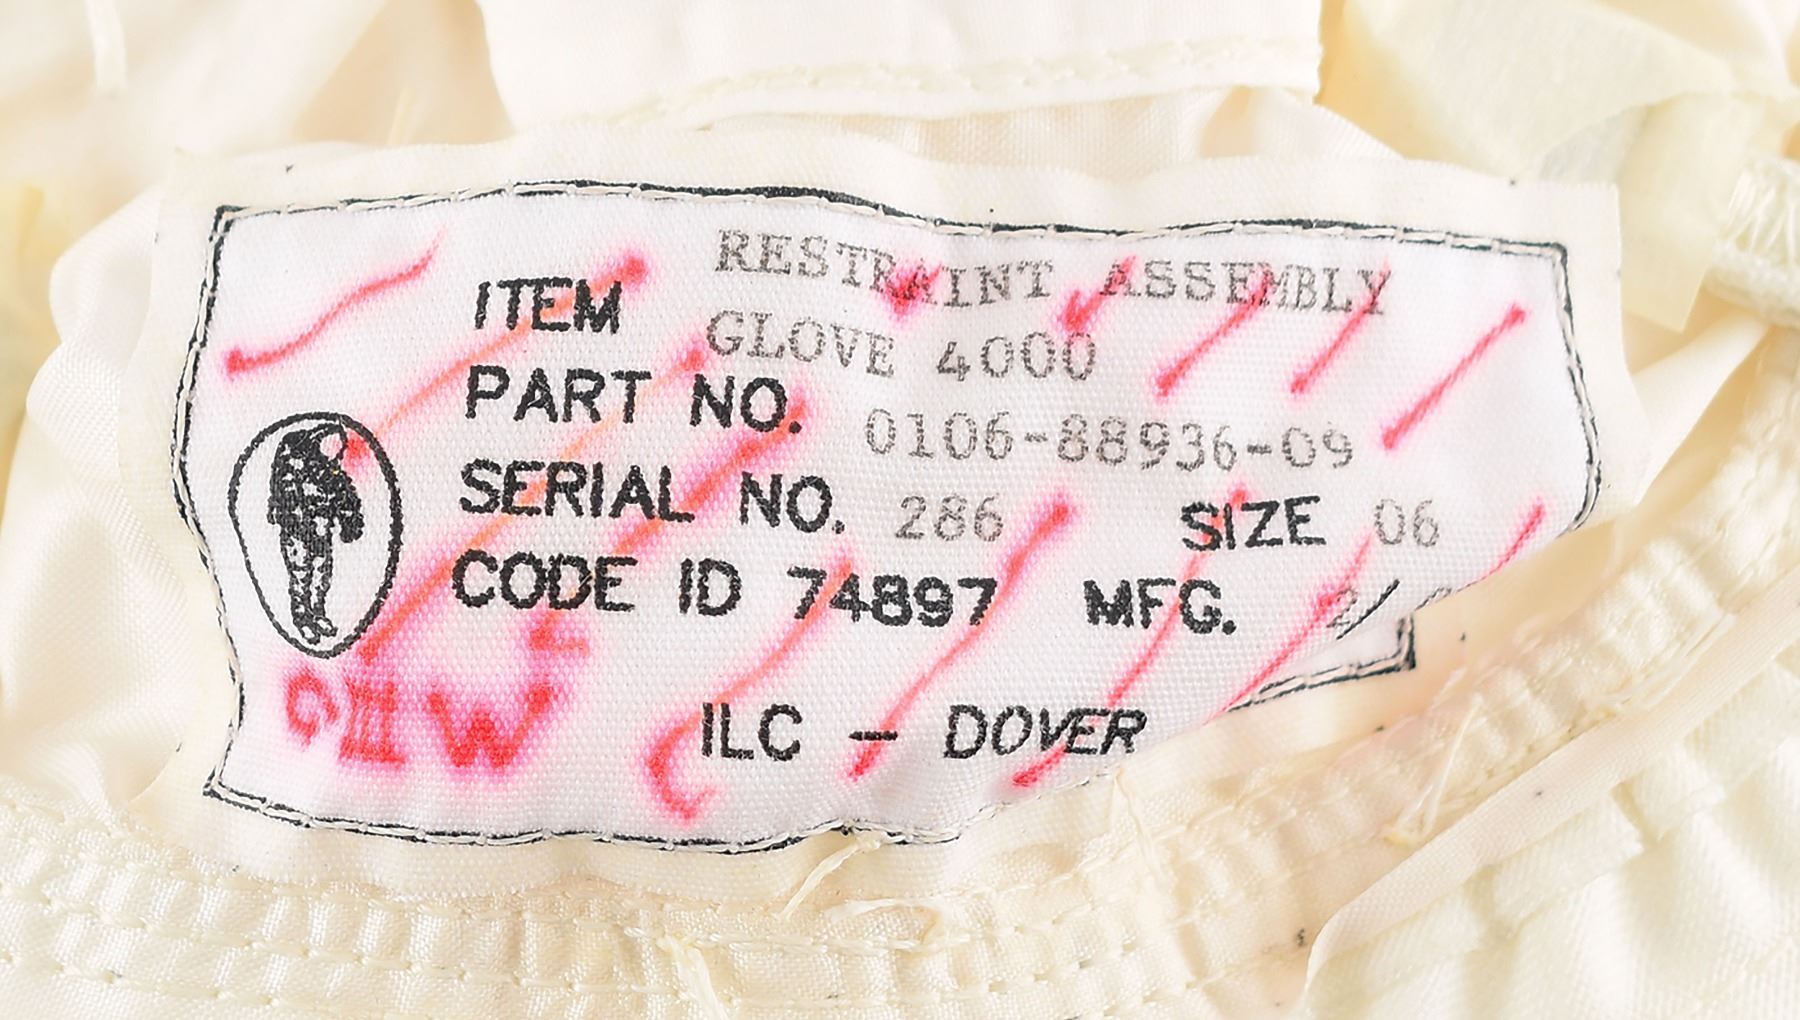 RESTRAINT ASSEMBLY
ITEM GLOVE 4000
PART NO. 0106-88936-09
SERIAL NO. 286 SIZE 06
CODE ID 74897 MFG. 2/
ILC - DOVER